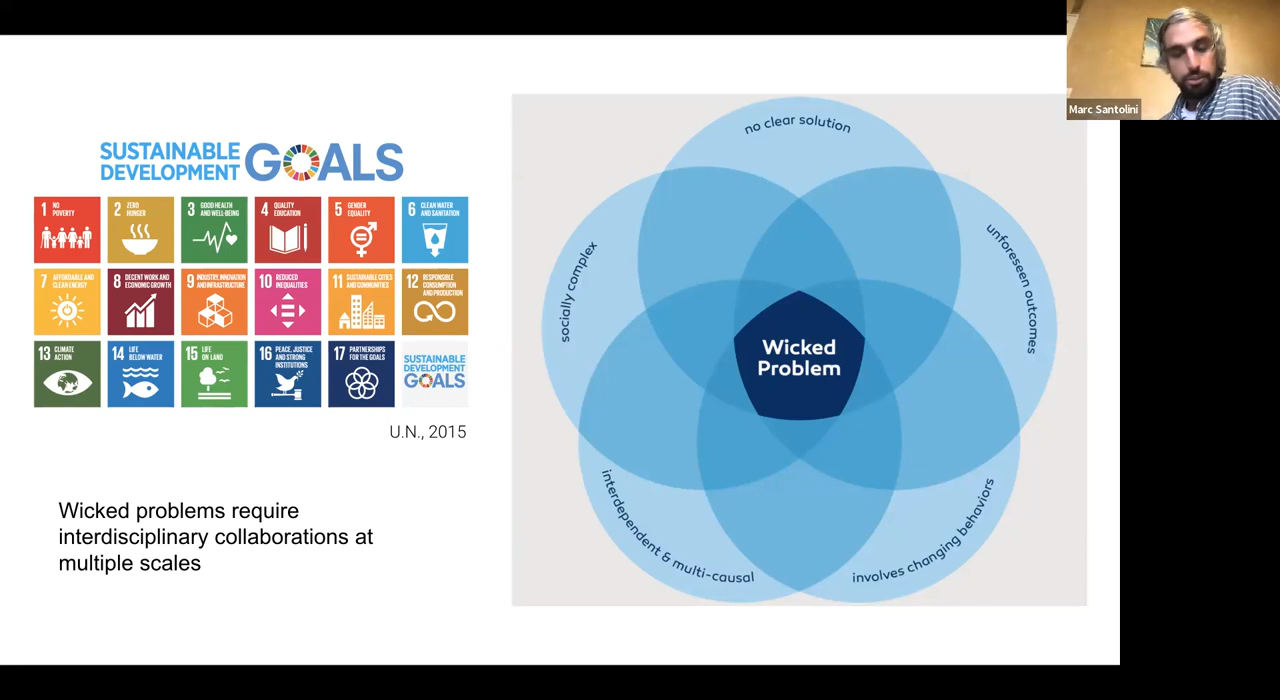 Marc Santolini
SUSTAINABLE
DEVELOPMENT
GOALS
1 NO
POVERTY
2 ZERO
HUNGER
3 GOOD HEALTH
AND WELL-BEING
4 QUALITY
EDUCATION
5 GENDER
EQUALITY
6 CLEAN WATER
AND SANITATION
7 AFFORDABLE AND
CLEAN ENERGY
8 DECENT WORK AND
ECONOMIC GROWTH
9 INDUSTRY, INNOVATION
AND INFRASTRUCTURE
10 REDUCED
INEQUALITIES
11 SUSTAINABLE CITIES
AND COMMUNITIES
12 RESPONSIBLE
CONSUMPTION
AND PRODUCTION
13 CLIMATE
ACTION
14 LIFE
BELOW WATER
15 LIFE
ON LAND
16 PEACE, JUSTICE
AND STRONG
INSTITUTIONS
17 PARTNERSHIPS
FOR THE GOALS
SUSTAINABLE
DEVELOPMENT
GOALS
U.N., 2015
Wicked problems require
interdisciplinary collaborations at
multiple scales
no clear solution
socially complex
unforeseen outcomes
Wicked
Problem
interdependent & multi-causal
involves changing behaviors